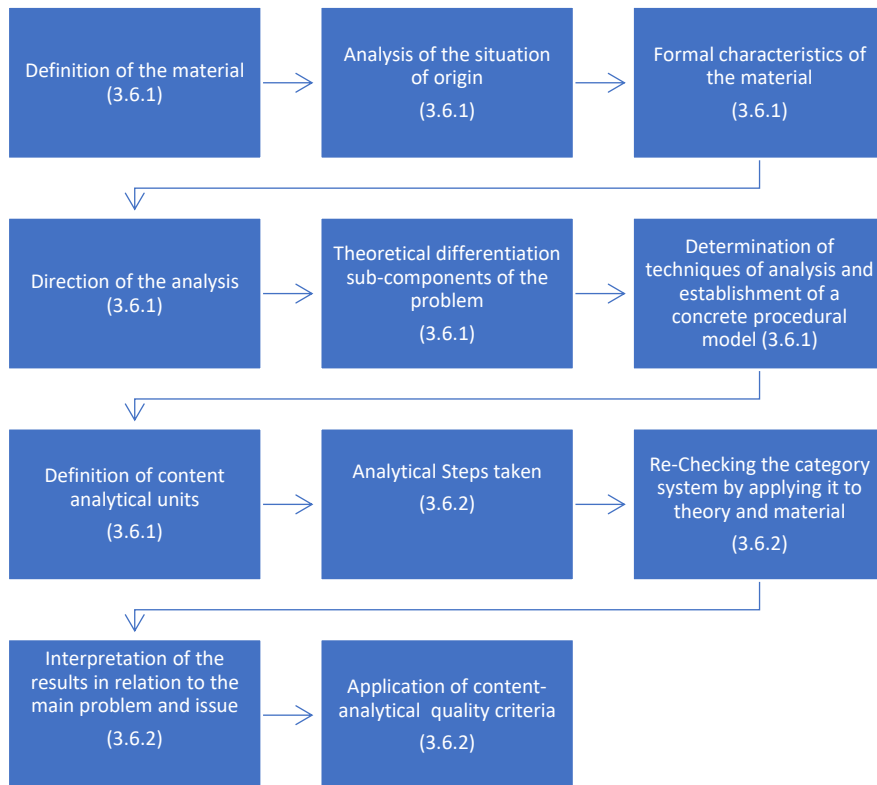 Definition of the material
(3.6.1)
Analysis of the situation
of origin
(3.6.1)
Formal characteristics of
the material
(3.6.1)
Direction of the analysis
(3.6.1)
Theoretical differentiation
sub-components of the
problem
(3.6.1)
Determination of
techniques of analysis and
establishment of a
concrete procedural
model (3.6.1)
Definition of content
analytical units
(3.6.1)
Analytical Steps taken
(3.6.2)
Re-Checking the category
system by applying it to
theory and material
(3.6.2)
Interpretation of the
results in relation to the
main problem and issue
(3.6.2)
Application of content-
analytical quality criteria
(3.6.2)